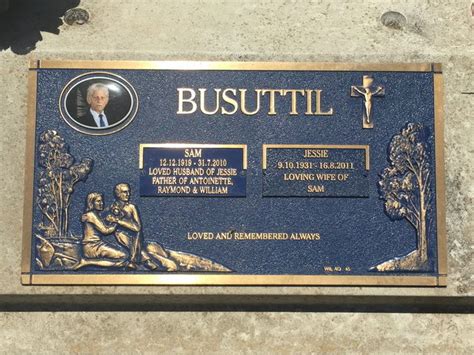 BUSUTTIL
SAM
12.12.1919 - 31.7.2010
LOVED HUSBAND OF JESSIE
FATHER OF ANTOINETTE,
RAYMOND & WILLIAM
JESSIE
9.10.1931 - 16.8.2011
LOVING WIFE OF
SAM
LOVED AND REMEMBERED ALWAYS